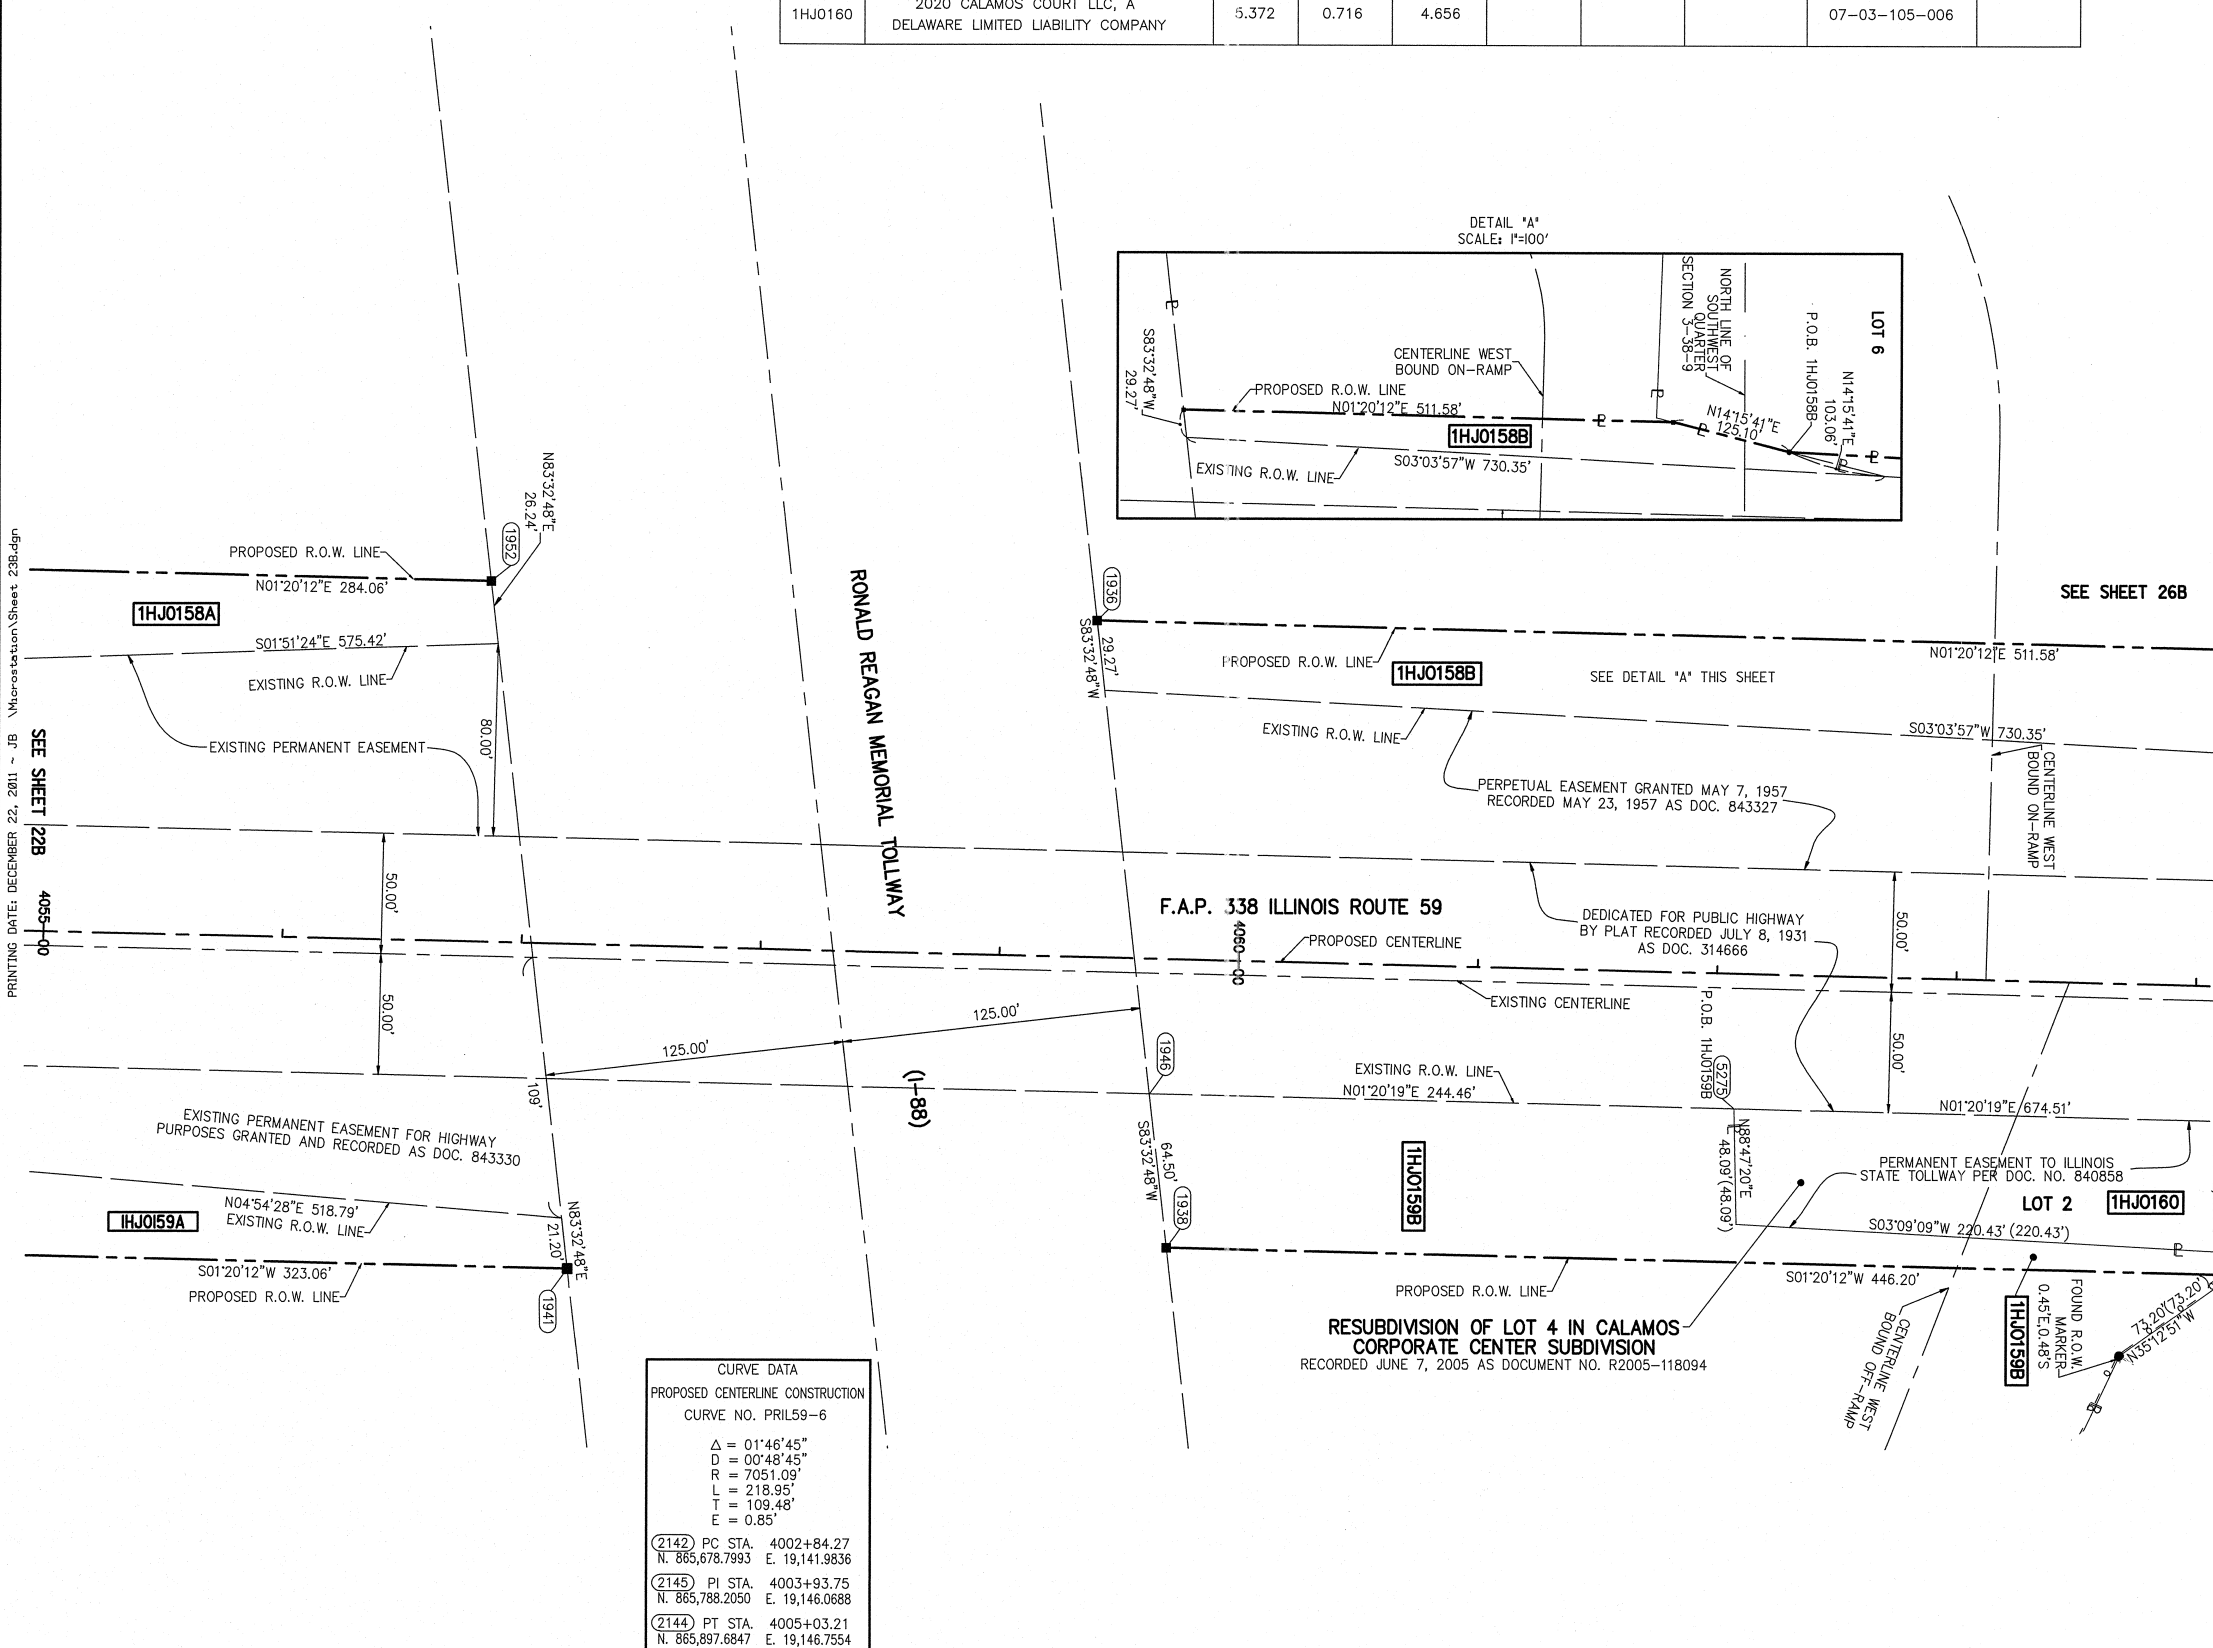 1HJ0160
2020 CALAMOS COURT LLC, A
DELAWARE LIMITED LIABILITY COMPANY
5.372
0.716
4.656
07-03-105-006
DETAIL "A"
SCALE: 1"=100'
LOT 6
NORTH LINE OF
SOUTHWEST
QUARTER
SECTION 3-38-9
P.O.B. 1HJ0158B
N14°15'41"E
103.06'
N14°15'41"E
125.10'
S83°32'48"W
29.27'
CENTERLINE WEST
BOUND ON-RAMP
PROPOSED R.O.W. LINE
N01°20'12"E 511.58'
1HJ0158B
EXISTING R.O.W. LINE
S03°03'57"W 730.35'
PROPOSED R.O.W. LINE
N01°20'12"E 284.06'
1HJ0158A
S01°51'24"E 575.42'
EXISTING R.O.W. LINE
EXISTING PERMANENT EASEMENT
N83°32'48"E
26.24'
1952
80.00'
50.00'
50.00'
SEE SHEET 22B
4055+00
PRINTING DATE: DECEMBER 22, 2011 ~ JB \Microstation\Sheet 23B.dgn
RONALD REAGAN MEMORIAL TOLLWAY
(I-88)
1936
29.27'
S83°32'48"W
PROPOSED R.O.W. LINE
1HJ0158B
SEE DETAIL "A" THIS SHEET
N01°20'12"E 511.58'
SEE SHEET 26B
EXISTING R.O.W. LINE
S03°03'57"W 730.35'
CENTERLINE WEST
BOUND ON-RAMP
PERPETUAL EASEMENT GRANTED MAY 7, 1957
RECORDED MAY 23, 1957 AS DOC. 843327
F.A.P. 338 ILLINOIS ROUTE 59
4060+00
PROPOSED CENTERLINE
EXISTING CENTERLINE
DEDICATED FOR PUBLIC HIGHWAY
BY PLAT RECORDED JULY 8, 1931
AS DOC. 314666
50.00'
50.00'
125.00'
125.00'
109'
1946
EXISTING R.O.W. LINE
N01°20'19"E 244.46'
P.O.B. 1HJ0159B
5275
N88°47'20"E
48.09'(48.09')
N01°20'19"E 674.51'
PERMANENT EASEMENT TO ILLINOIS
STATE TOLLWAY PER DOC. NO. 840858
LOT 2
1HJ0160
S03°09'09"W 220.43' (220.43')
EXISTING PERMANENT EASEMENT FOR HIGHWAY
PURPOSES GRANTED AND RECORDED AS DOC. 843330
N04°54'28"E 518.79'
EXISTING R.O.W. LINE
1HJ0159A
S01°20'12"W 323.06'
PROPOSED R.O.W. LINE
N83°32'48"E
21.20'
1941
64.50'
S83°32'48"W
1938
1HJ0159B
PROPOSED R.O.W. LINE
S01°20'12"W 446.20'
RESUBDIVISION OF LOT 4 IN CALAMOS
CORPORATE CENTER SUBDIVISION
RECORDED JUNE 7, 2005 AS DOCUMENT NO. R2005-118094
CENTERLINE WEST
BOUND OFF-RAMP
1HJ0159B
FOUND R.O.W.
MARKER
0.45'E,0.48'S
73.20'(73.20')
N35°12'51"W
CURVE DATA
PROPOSED CENTERLINE CONSTRUCTION
CURVE NO. PRIL59-6
Δ = 01°46'45"
D = 00°48'45"
R = 7051.09'
L = 218.95'
T = 109.48'
E = 0.85'
2142 PC STA. 4002+84.27
N. 865,678.7993 E. 19,141.9836
2145 PI STA. 4003+93.75
N. 865,788.2050 E. 19,146.0688
2144 PT STA. 4005+03.21
N. 865,897.6847 E. 19,146.7554